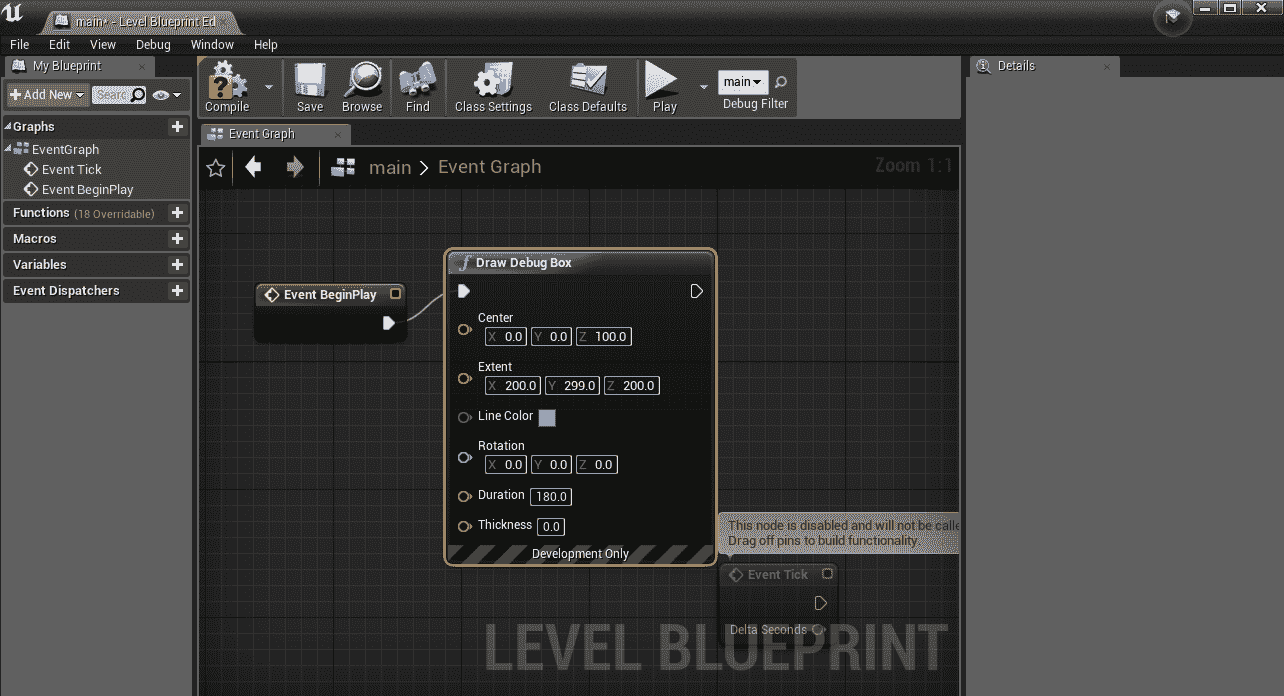 main* - Level Blueprint Ed
File Edit View Debug Window Help
My Blueprint
Details
Add New
Searc
Compile
Save
Browse
Find
Class Settings
Class Defaults
Play
main
Debug Filter
Graphs
EventGraph
Event Tick
Event BeginPlay
Functions (18 Overridable)
Macros
Variables
Event Dispatchers
Event Graph
main > Event Graph
Zoom 1:1
Event BeginPlay
Draw Debug Box
Center
X 0.0 Y 0.0 Z 100.0
Extent
X 200.0 Y 299.0 Z 200.0
Line Color
Rotation
X 0.0 Y 0.0 Z 0.0
Duration 180.0
Thickness 0.0
Development Only
This node is disabled and will not be calle
Drag off pins to build functionality
Event Tick
Delta Seconds
LEVEL BLUEPRINT